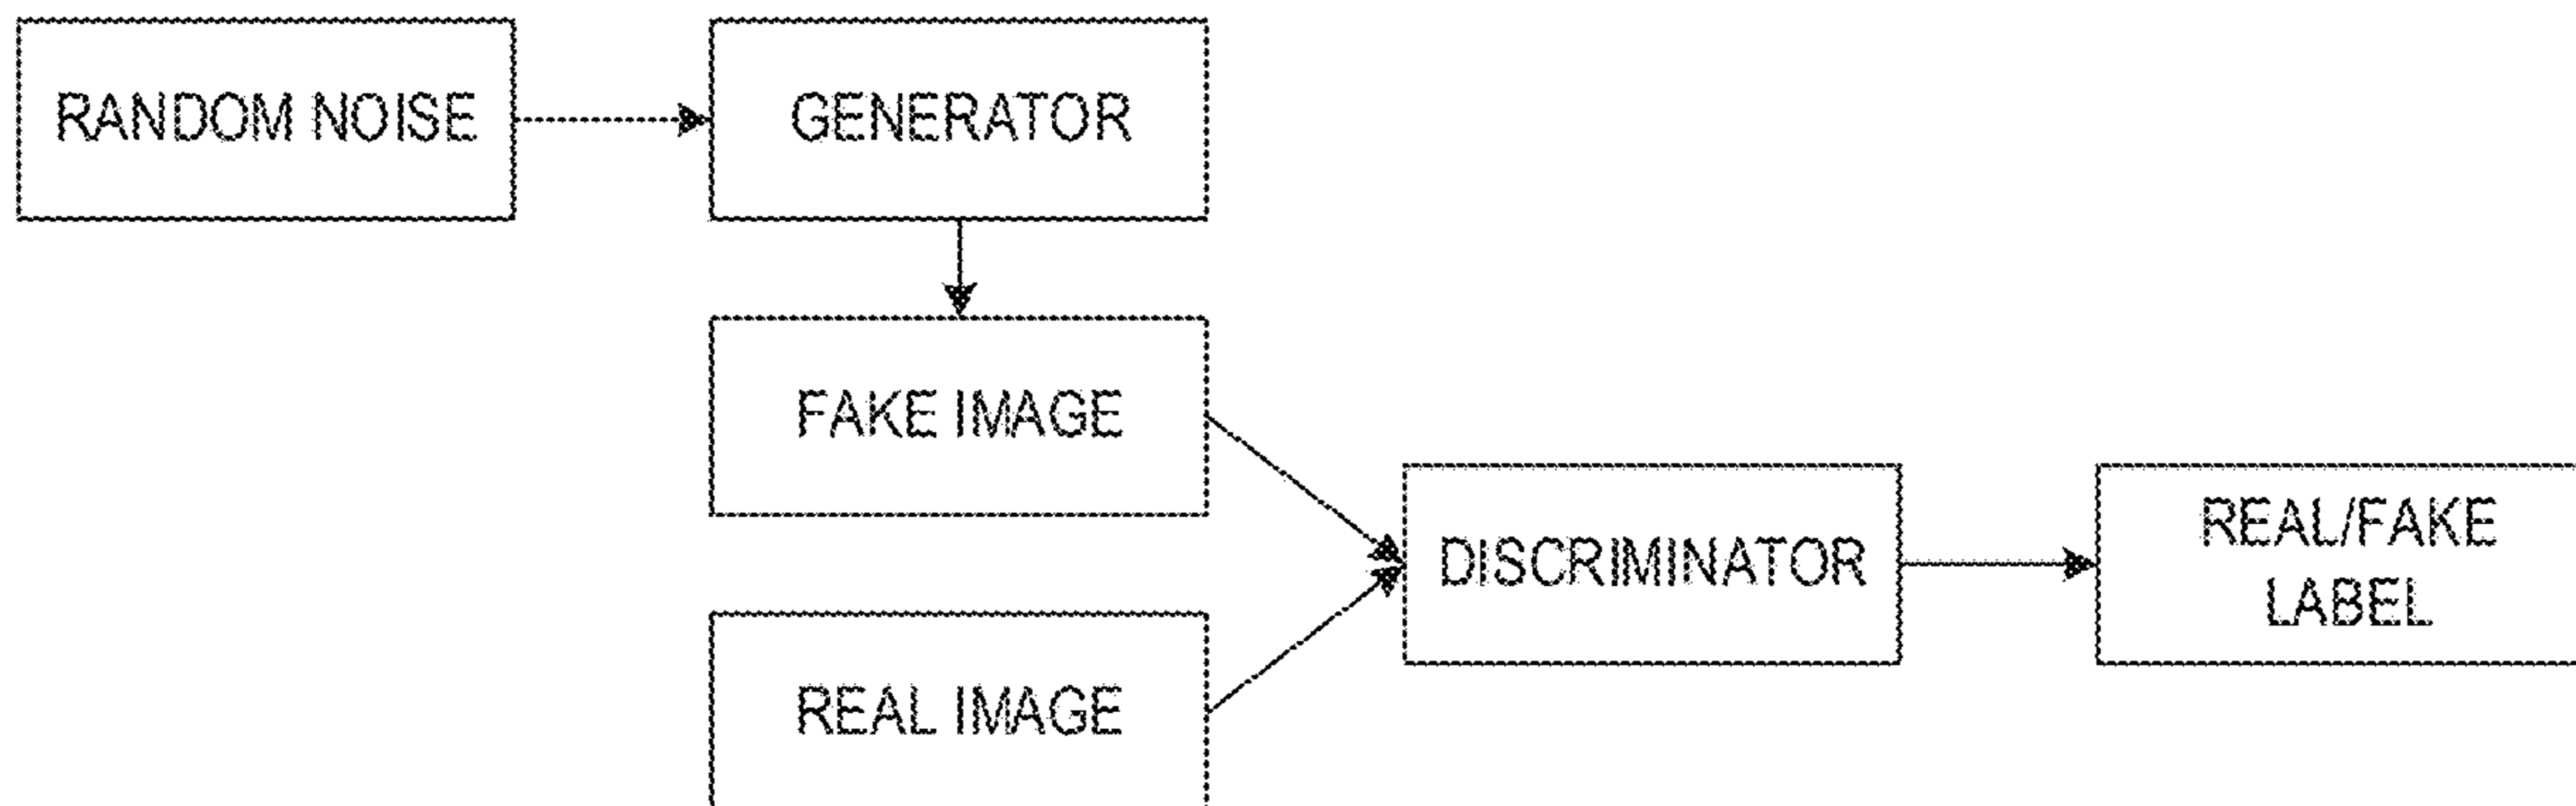 RANDOM NOISE
GENERATOR
FAKE IMAGE
DISCRIMINATOR
REAL/FAKE
LABEL
REAL IMAGE